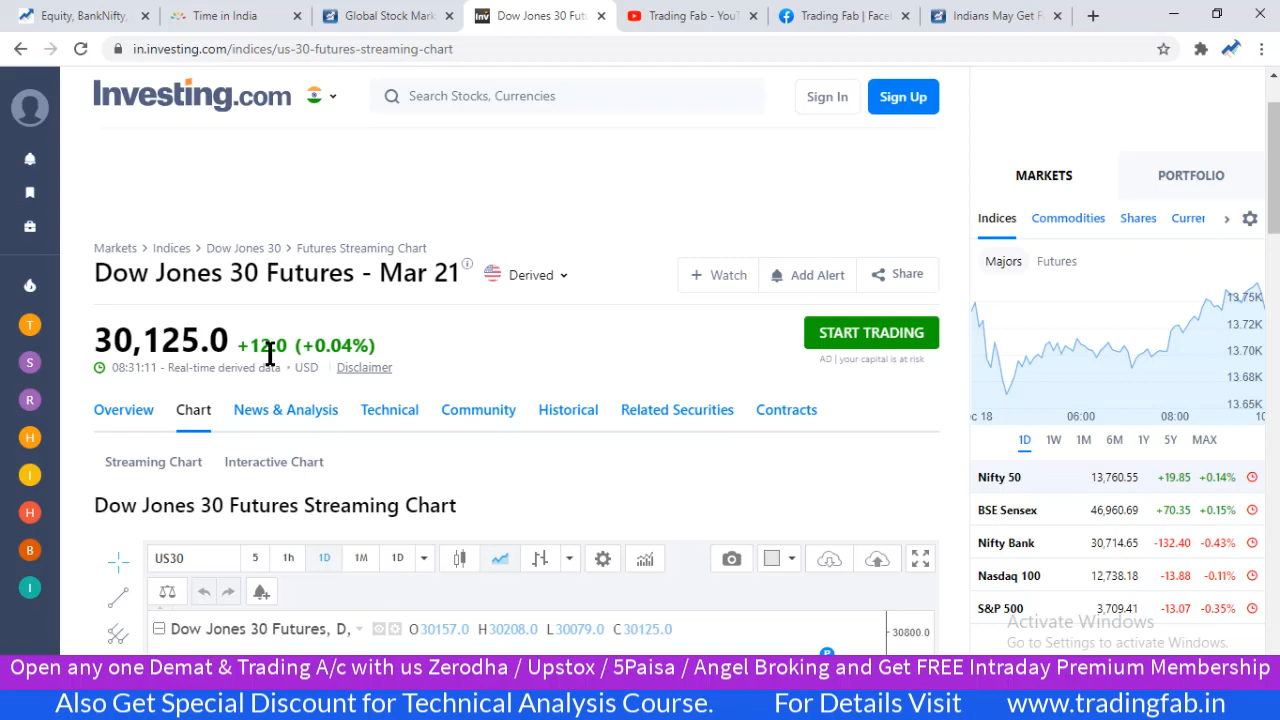 Equity, BankNifty,
Time in India
Global Stock Mark
Dow Jones 30 Futu
Trading Fab - YouT
Trading Fab | Facel
Indians May Get F
in.investing.com/indices/us-30-futures-streaming-chart
Investing.com
Search Stocks, Currencies
Sign In
Sign Up
MARKETS
PORTFOLIO
Indices
Commodities
Shares
Currer
Markets > Indices > Dow Jones 30 > Futures Streaming Chart
Majors
Futures
Dow Jones 30 Futures - Mar 21
Derived
+ Watch
Add Alert
Share
13.75K
13.72K
13.70K
13.68K
13.65K
30,125.0 +12.0 (+0.04%)
START TRADING
AD | your capital is at risk
08:31:11 - Real-time derived data • USD
Disclaimer
Overview
Chart
News & Analysis
Technical
Community
Historical
Related Securities
Contracts
c 18
06:00
08:00
10
1D
1W
1M
6M
1Y
5Y
MAX
Streaming Chart
Interactive Chart
Nifty 50 13,760.55 +19.85 +0.14%
BSE Sensex 46,960.69 +70.35 +0.15%
Nifty Bank 30,714.65 -132.40 -0.43%
Nasdaq 100 12,738.18 -13.88 -0.11%
S&P 500 3,709.41 -13.07 -0.35%
Dow Jones 30 Futures Streaming Chart
US30
5
1h
1D
1M
1D
Dow Jones 30 Futures, D,
O30157.0 H30208.0 L30079.0 C30125.0
30800.0
T
S
R
H
I
H
B
I
Activate Windows
Go to Settings to activate Windows.
Open any one Demat & Trading A/c with us Zerodha / Upstox / 5Paisa / Angel Broking and Get FREE Intraday Premium Membership
Also Get Special Discount for Technical Analysis Course. For Details Visit www.tradingfab.in